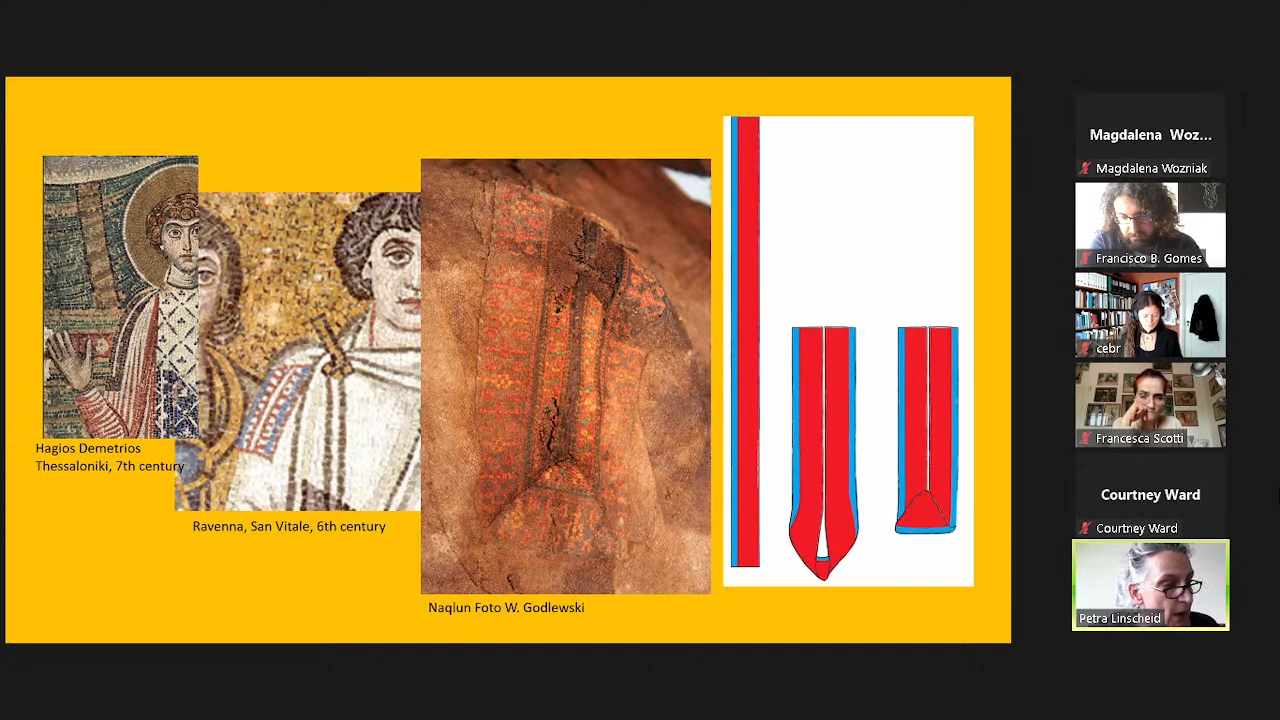 Hagios Demetrios
Thessaloniki, 7th century
Ravenna, San Vitale, 6th century
Naqlun Foto W. Godlewski
Magdalena Woz...
Magdalena Wozniak
Francisco B. Gomes
cebr
Francesca Scotti
Courtney Ward
Courtney Ward
Petra Linscheid